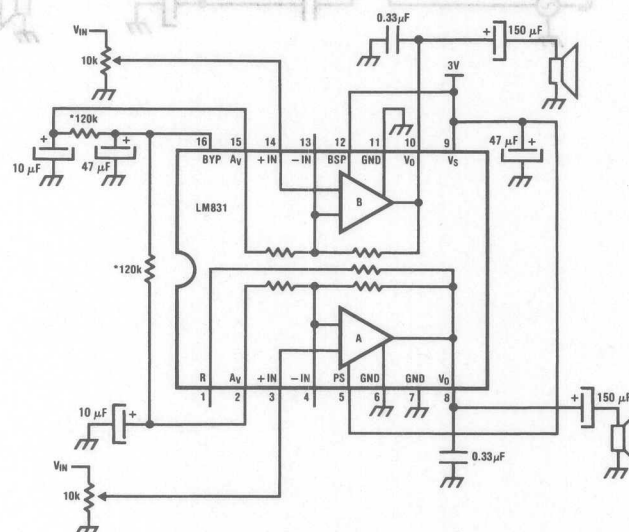 0.33 µF
150 µF
VIN
10k
3V
*120k
16 15 14 13 12 11 10 9
BYP AV +IN −IN BSP GND VO VS
10 µF
47 µF
47 µF
LM831
B
*120k
A
R AV +IN −IN PS GND GND VO
1 2 3 4 5 6 7 8
10 µF
150 µF
VIN
0.33µF
10k